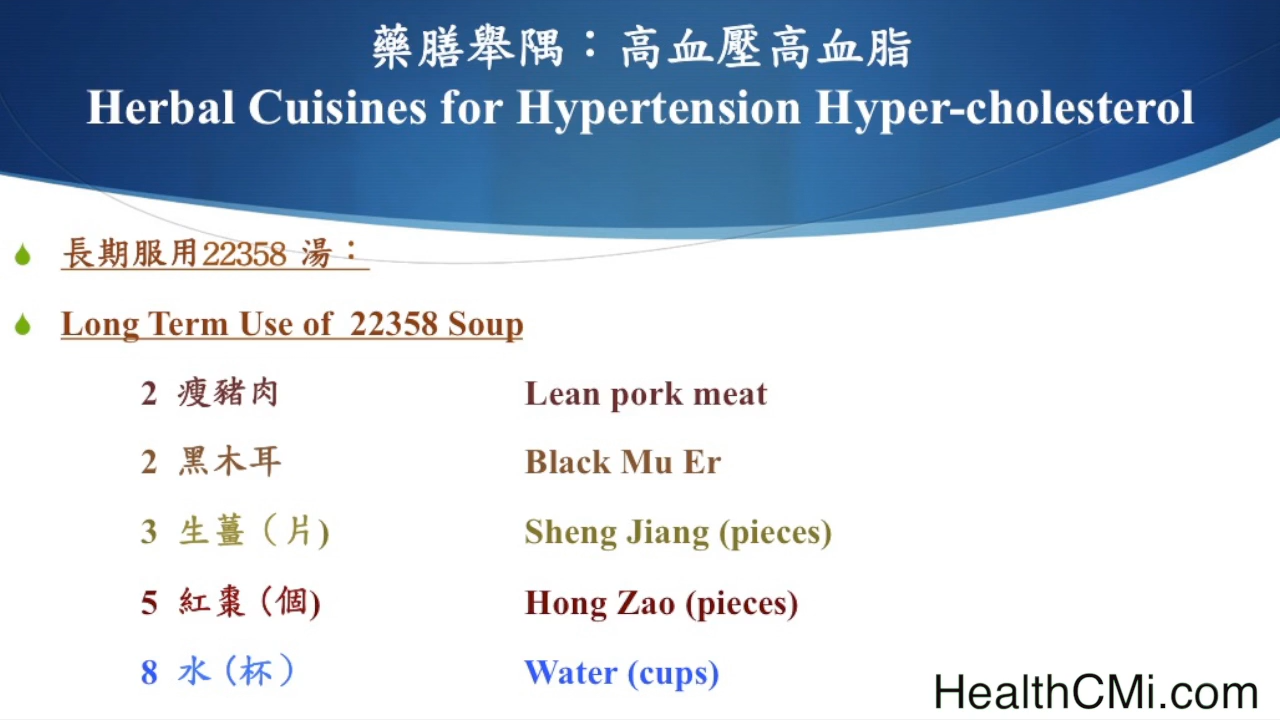 藥膳舉隅：高血壓高血脂
Herbal Cuisines for Hypertension Hyper-cholesterol
長期服用22358 湯：
Long Term Use of 22358 Soup
2 瘦豬肉 Lean pork meat
2 黑木耳 Black Mu Er
3 生薑（片) Sheng Jiang (pieces)
5 紅棗 (個) Hong Zao (pieces)
8 水 (杯） Water (cups)
HealthCMi.com